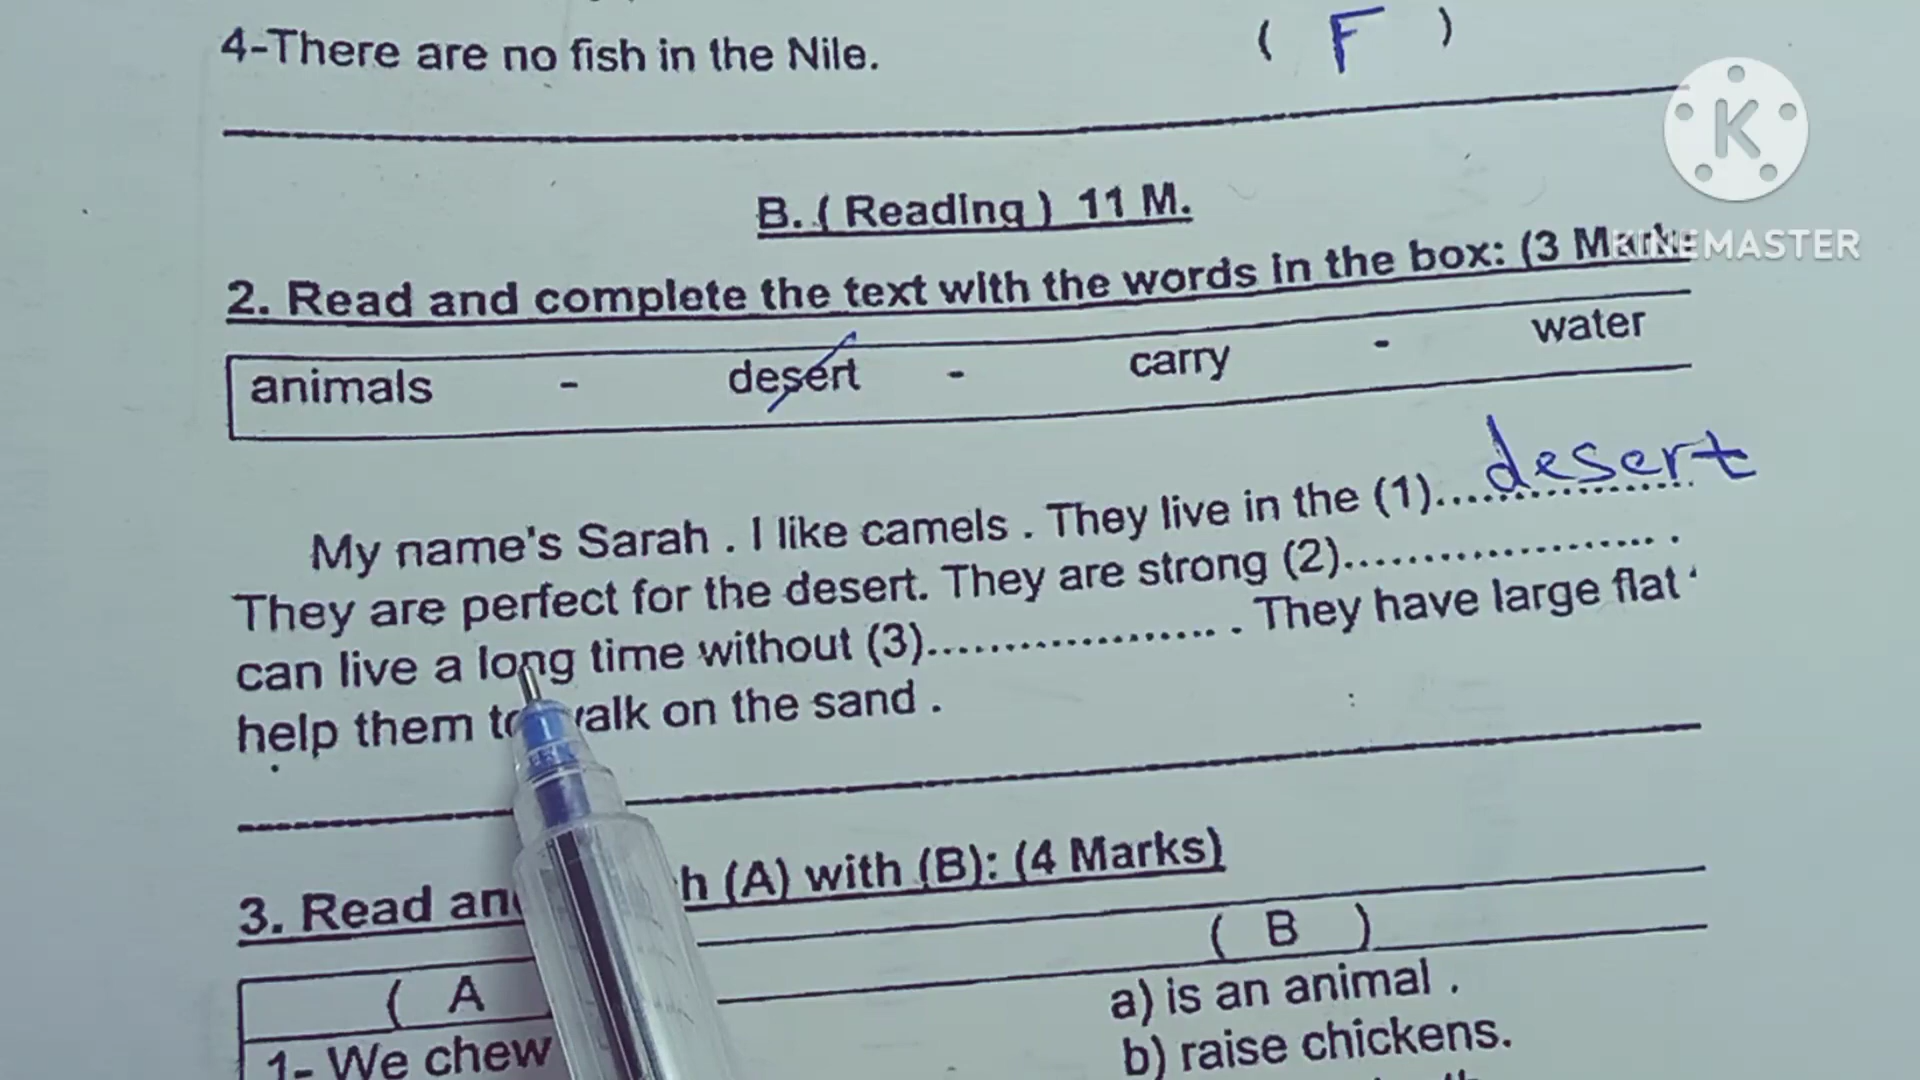 4-There are no fish in the Nile. ( F )
K
KINEMASTER
B. ( Reading ) 11 M.
2. Read and complete the text with the words in the box: (3 Mark
animals - desert - carry - water
My name's Sarah . I like camels . They live in the (1)..... desert
They are perfect for the desert. They are strong (2)..................... .
can live a long time without (3).................... . They have large flat
help them to walk on the sand .
3. Read an h (A) with (B): (4 Marks)
( A ( B )
1- We chew a) is an animal .
b) raise chickens.